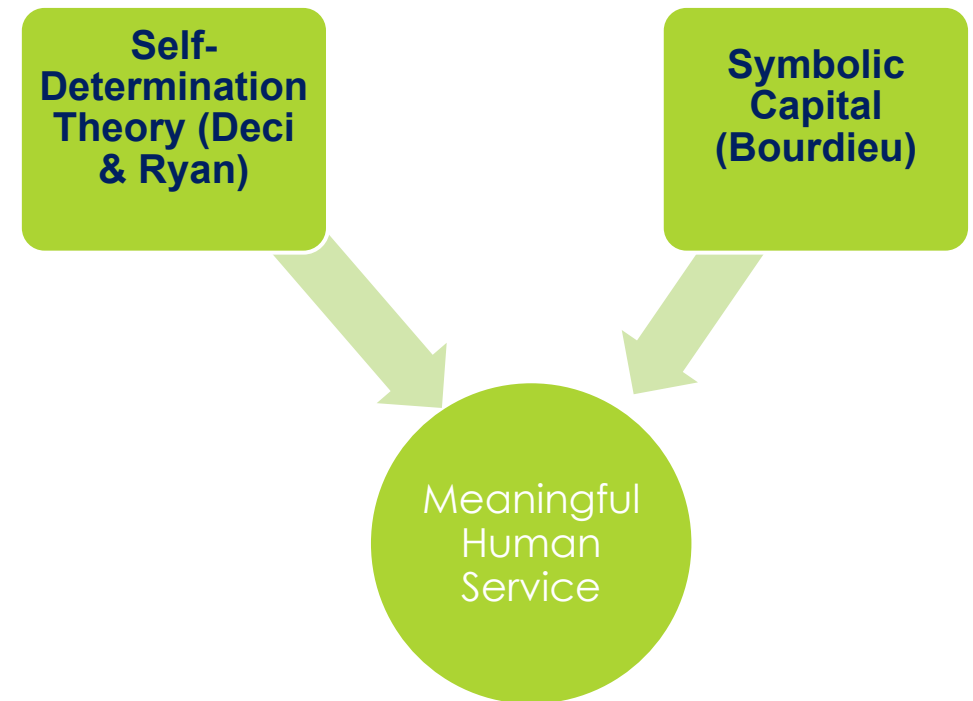 Self-
Determination
Theory (Deci
& Ryan)
Symbolic
Capital
(Bourdieu)
Meaningful
Human
Service